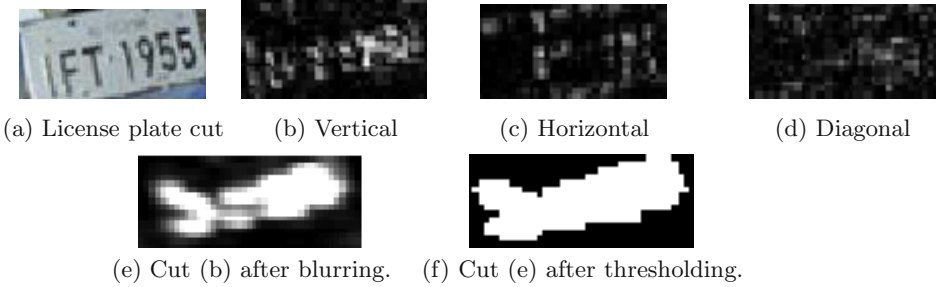 IFT·1955
(a) License plate cut (b) Vertical (c) Horizontal (d) Diagonal
(e) Cut (b) after blurring. (f) Cut (e) after thresholding.